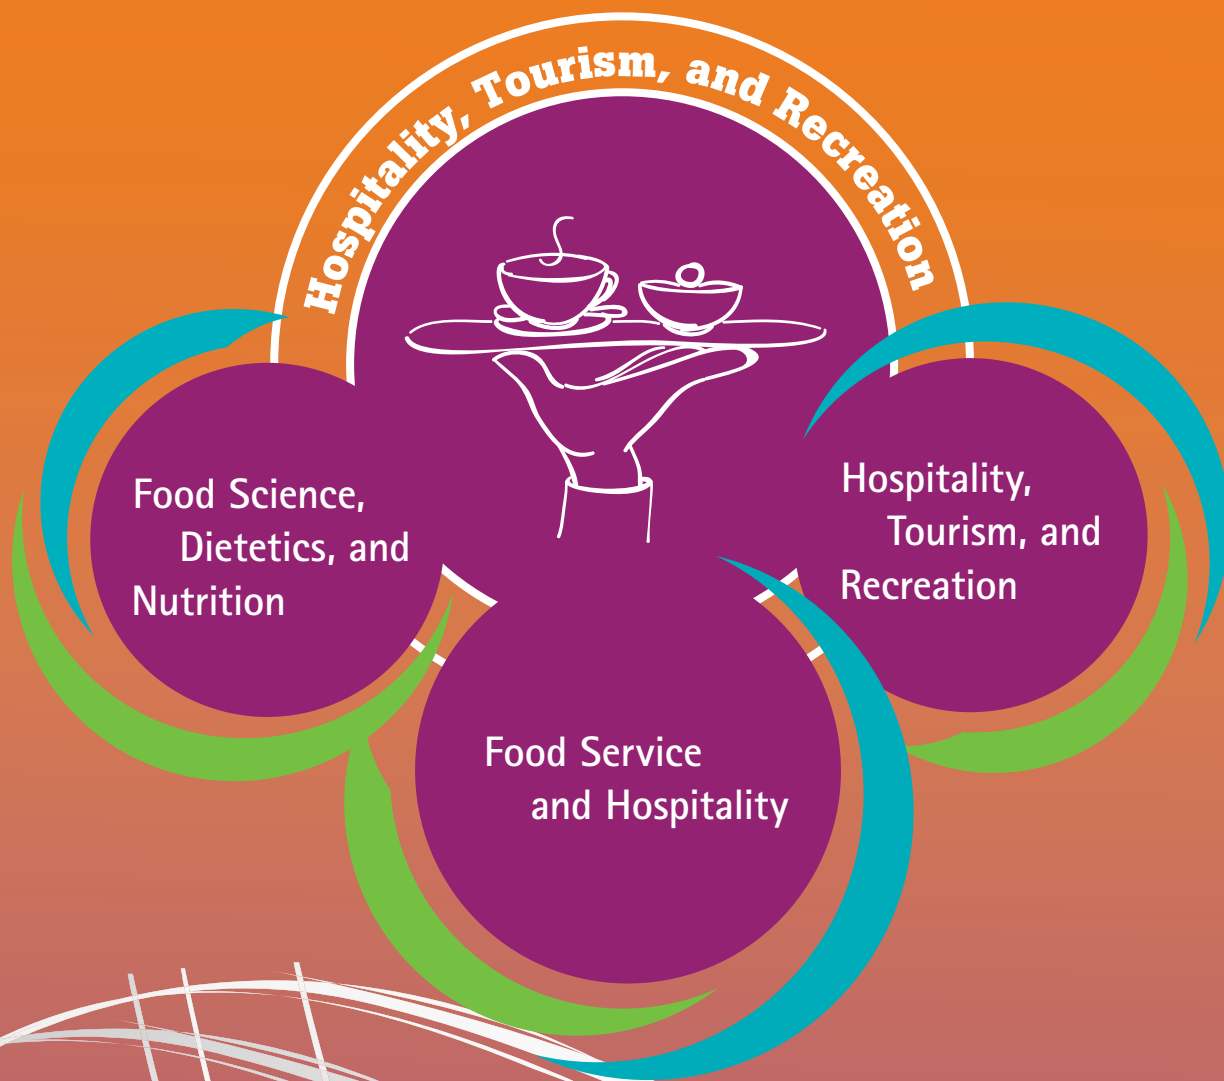 Hospitality, Tourism, and Recreation
Food Science,
Dietetics, and
Nutrition
Hospitality,
Tourism, and
Recreation
Food Service
and Hospitality